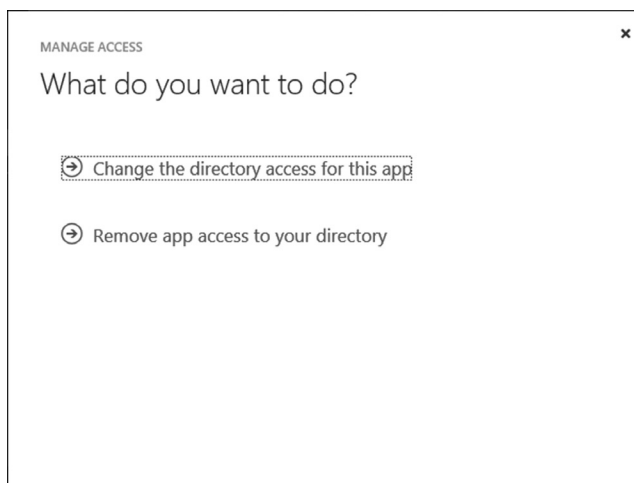 MANAGE ACCESS
What do you want to do?
Change the directory access for this app
Remove app access to your directory